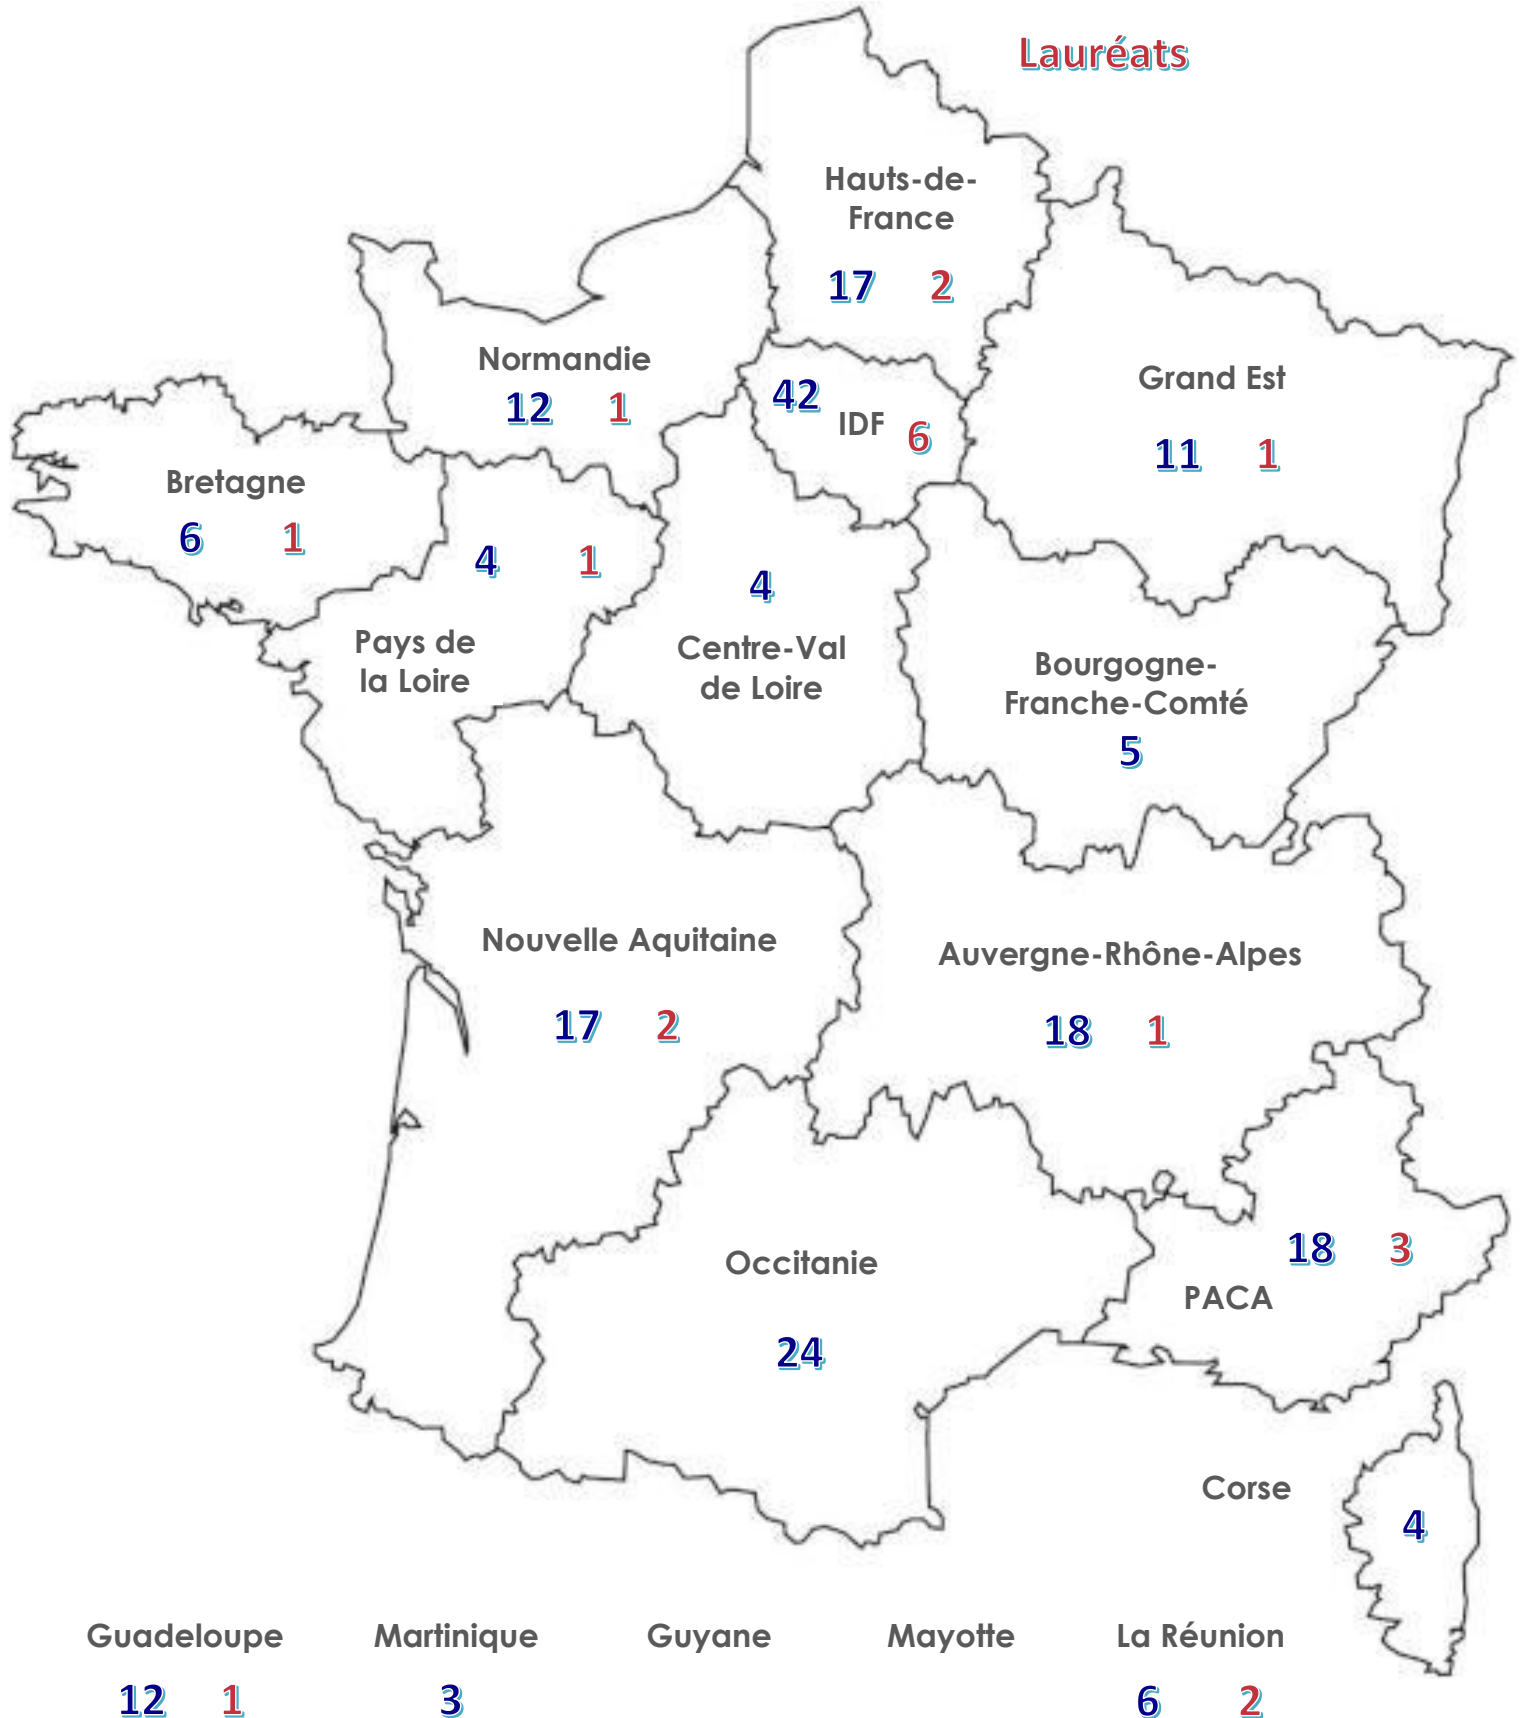 Lauréats
Hauts-de-
France
17 2
Normandie
12 1
42
IDF
6
Grand Est
11 1
Bretagne
6 1
4 1
Pays de
la Loire
4
Centre-Val
de Loire
Bourgogne-
Franche-Comté
5
Nouvelle Aquitaine
17 2
Auvergne-Rhône-Alpes
18 1
Occitanie
24
18 3
PACA
Corse
4
Guadeloupe Martinique Guyane Mayotte La Réunion
12 1 3 6 2